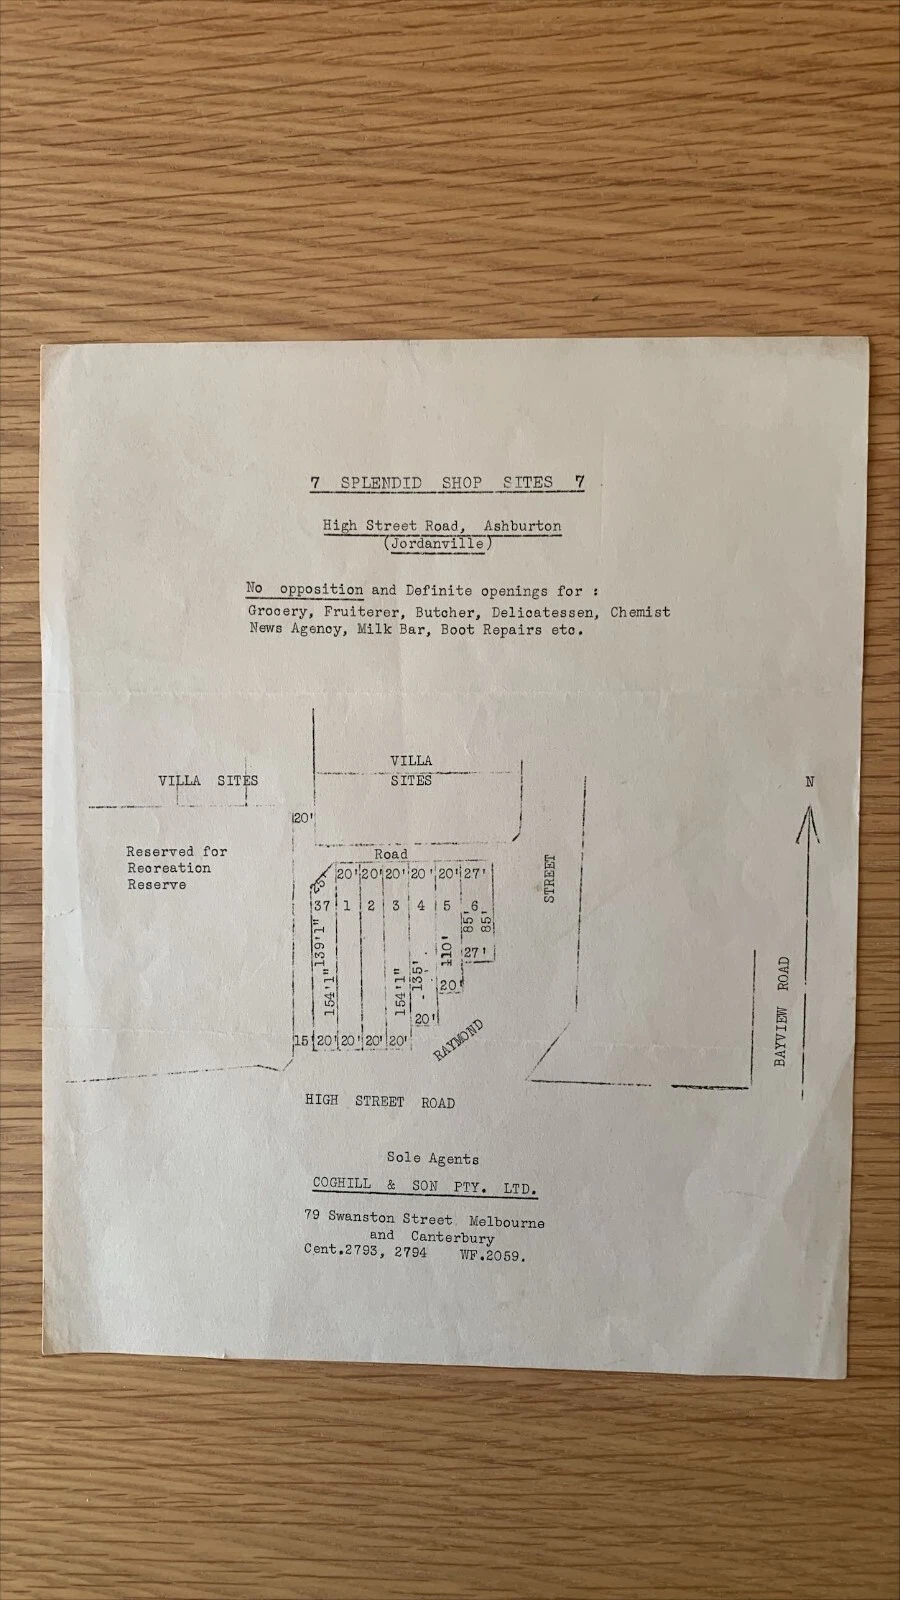 7 SPLENDID SHOP SITES 7
High Street Road, Ashburton
(Jordanville)
No opposition and Definite openings for :
Grocery, Fruiterer, Butcher, Delicatessen, Chemist
News Agency, Milk Bar, Boot Repairs etc.
VILLA SITES
VILLA
SITES
N
20'
Reserved for
Recreation
Reserve
Road
25'
20' 20' 20' 20' 20' 27'
37 1 2 3 4 5 6
139'1"
154'1"
154'1"
135'
110'
85'
85'
27'
20'
20'
15' 20' 20' 20' 20'
RAYMOND
STREET
BAYVIEW ROAD
HIGH STREET ROAD
Sole Agents
COGHILL & SON PTY. LTD.
79 Swanston Street Melbourne
and Canterbury
Cent.2793, 2794 WF.2059.